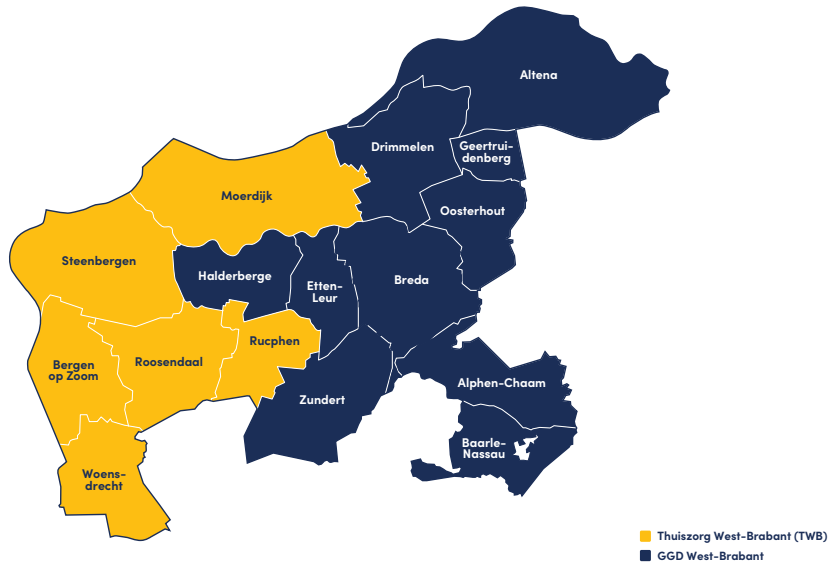 Altena
Drimmelen
Geertrui-
denberg
Moerdijk
Oosterhout
Steenbergen
Halderberge
Etten-
Leur
Breda
Rucphen
Roosendaal
Bergen
op Zoom
Zundert
Alphen-Chaam
Baarle-
Nassau
Woens-
drecht
Thuiszorg West-Brabant (TWB)
GGD West-Brabant